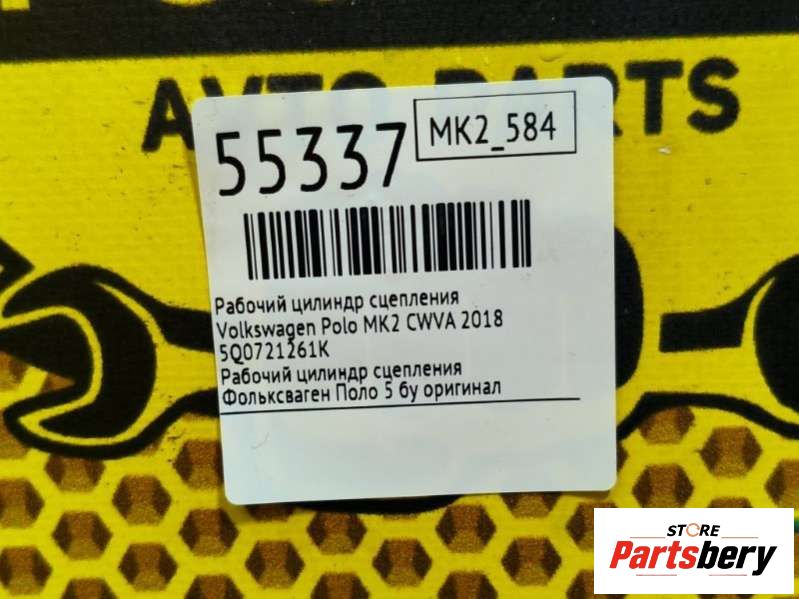 AVTO PARTS
55337
MK2_584
Рабочий цилиндр сцепления
Volkswagen Polo MK2 CWVA 2018
5Q0721261K
Рабочий цилиндр сцепления
Фольксваген Поло 5 бу оригинал
STORE
Partsbery